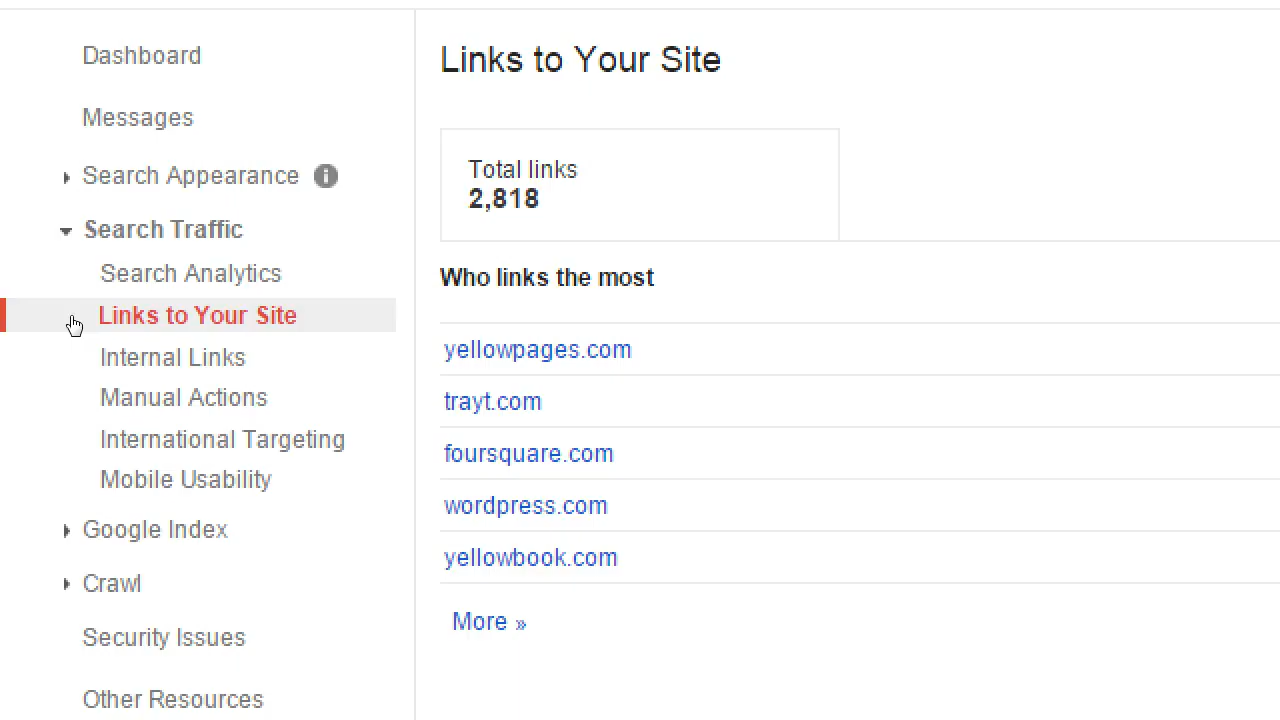 Dashboard
Messages
Search Appearance
Search Traffic
Search Analytics
Links to Your Site
Internal Links
Manual Actions
International Targeting
Mobile Usability
Google Index
Crawl
Security Issues
Other Resources
Links to Your Site
Total links
2,818
Who links the most
yellowpages.com
trayt.com
foursquare.com
wordpress.com
yellowbook.com
More »